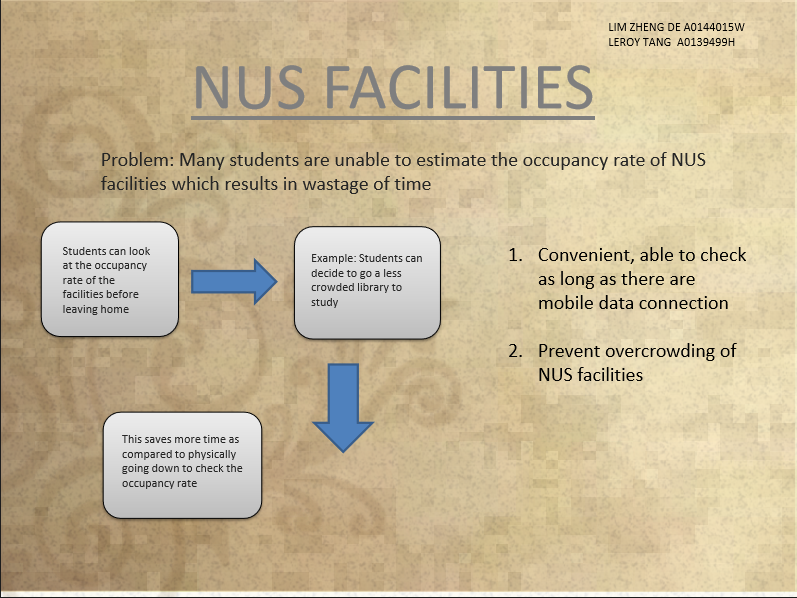 LIM ZHENG DE A0144015W
LEROY TANG A0139499H
NUS FACILITIES
Problem: Many students are unable to estimate the occupancy rate of NUS
facilities which results in wastage of time
Students can look
at the occupancy
rate of the
facilities before
leaving home
Example: Students can
decide to go a less
crowded library to
study
1. Convenient, able to check
as long as there are
mobile data connection
2. Prevent overcrowding of
NUS facilities
This saves more time as
compared to physically
going down to check the
occupancy rate